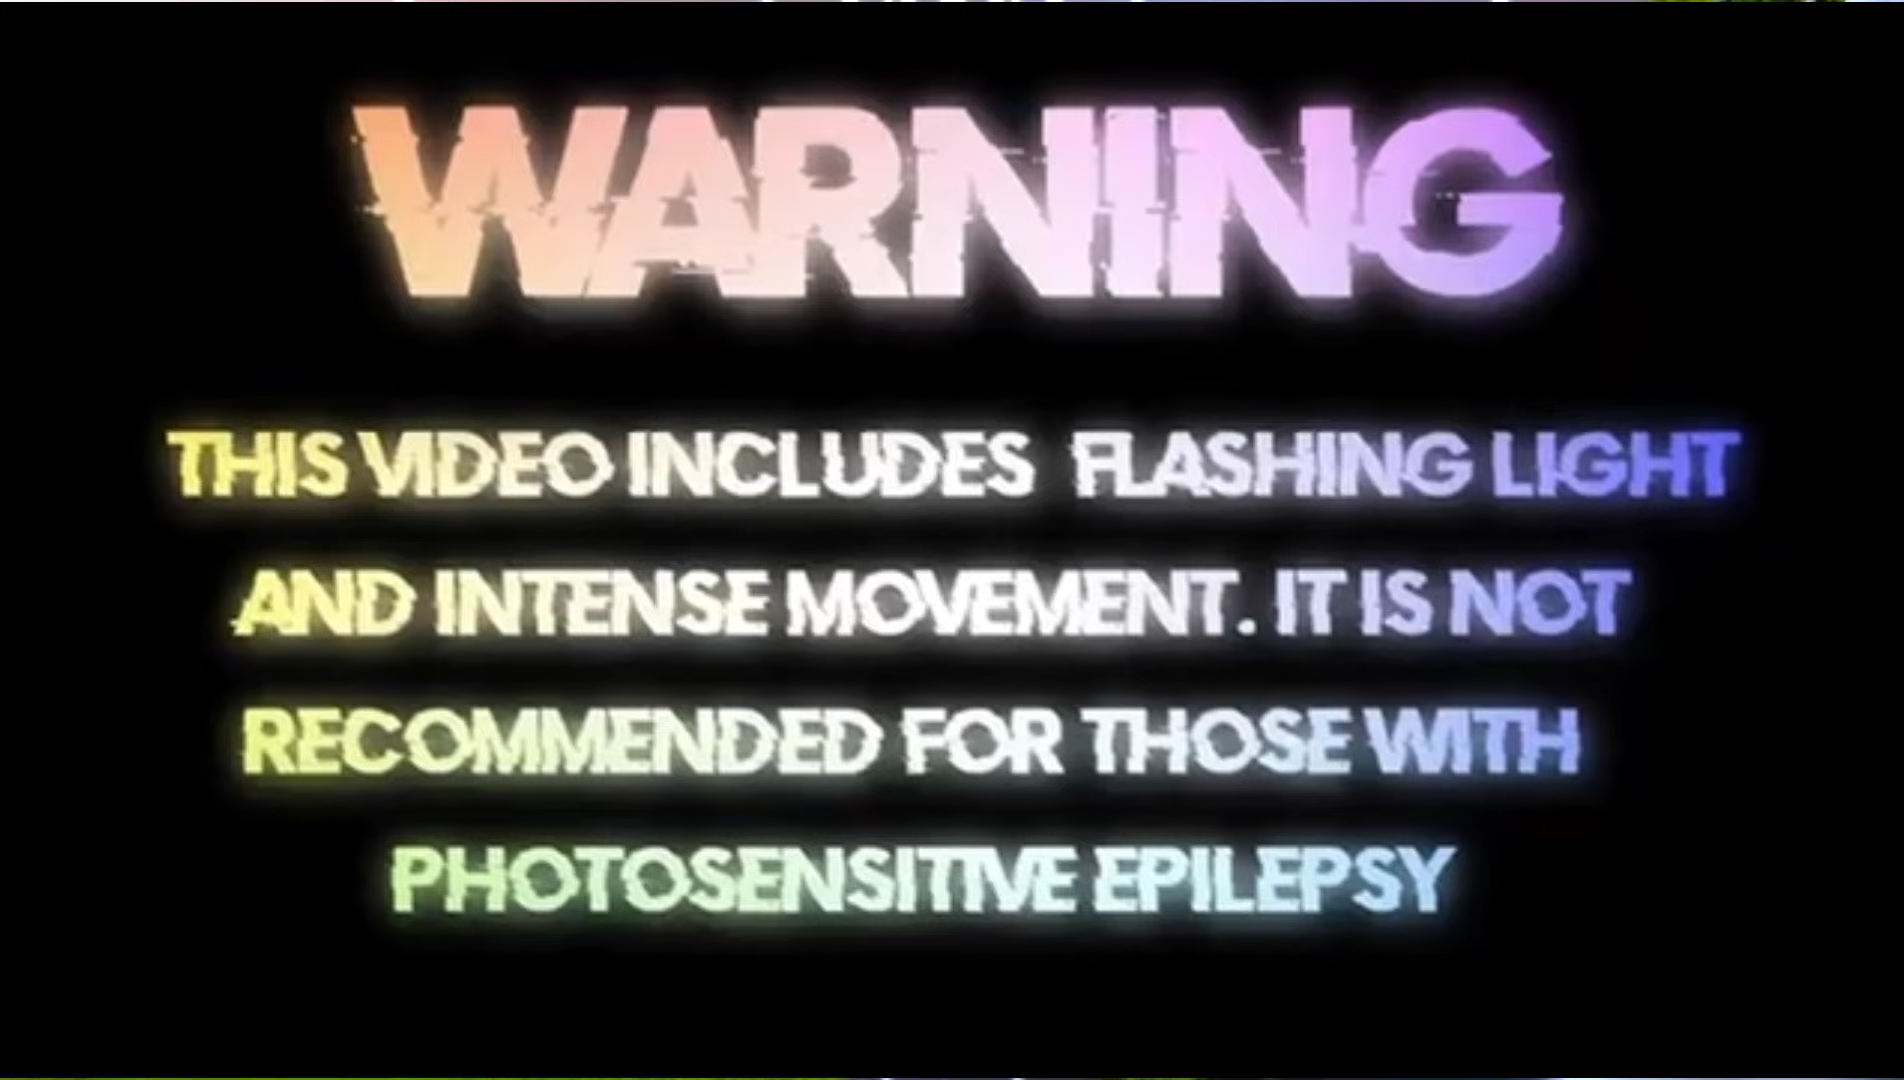 WARNING
THIS VIDEO INCLUDES FLASHING LIGHT
AND INTENSE MOVEMENT. IT IS NOT
RECOMMENDED FOR THOSE WITH
PHOTOSENSITIVE EPILEPSY